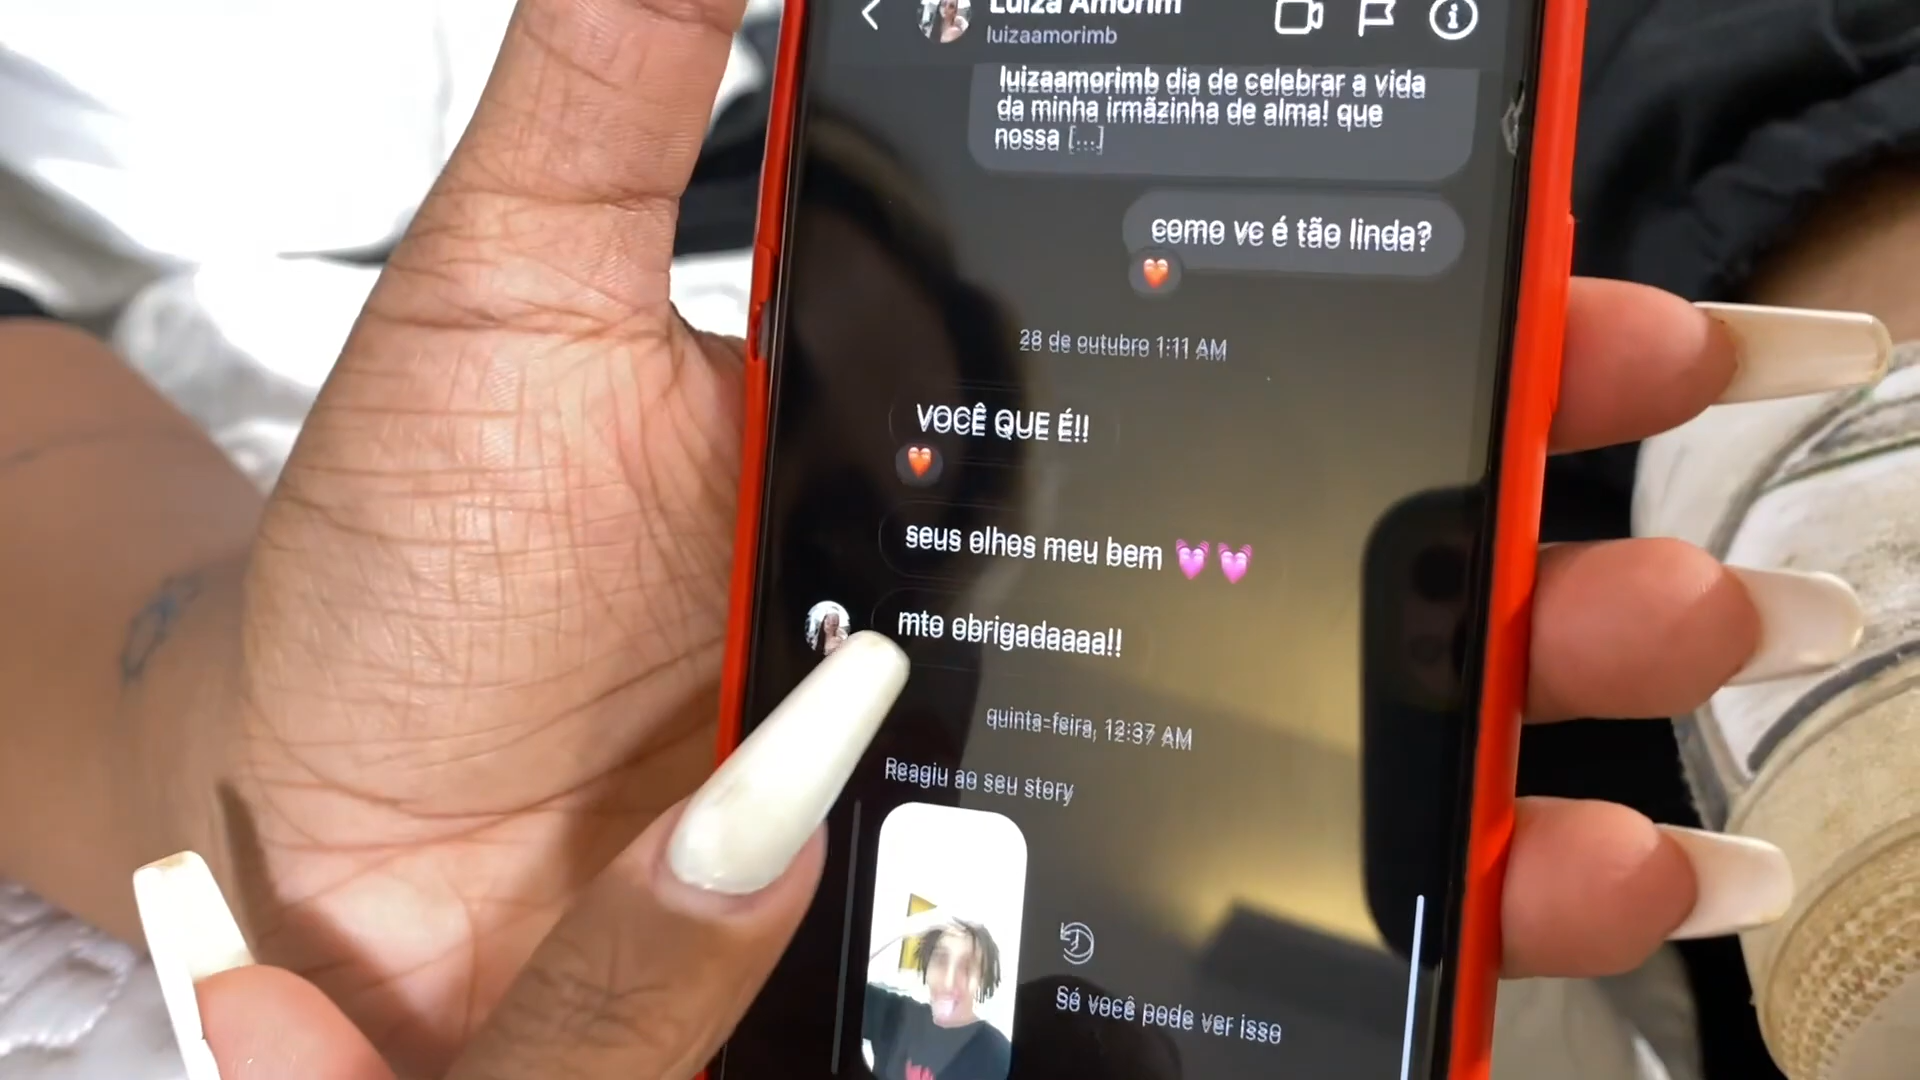 Luiza Amorim
luizaamorimb
luizaamorimb dia de celebrar a vida
da minha irmãzinha de alma! que
nossa [...]
como vc é tão linda?
28 de outubro 1:11 AM
VOCÊ QUE É!!
seus olhos meu bem 💓💓
mto obrigadaaaa!!
quinta-feira, 12:37 AM
Reagiu ao seu story
Só você pode ver isso